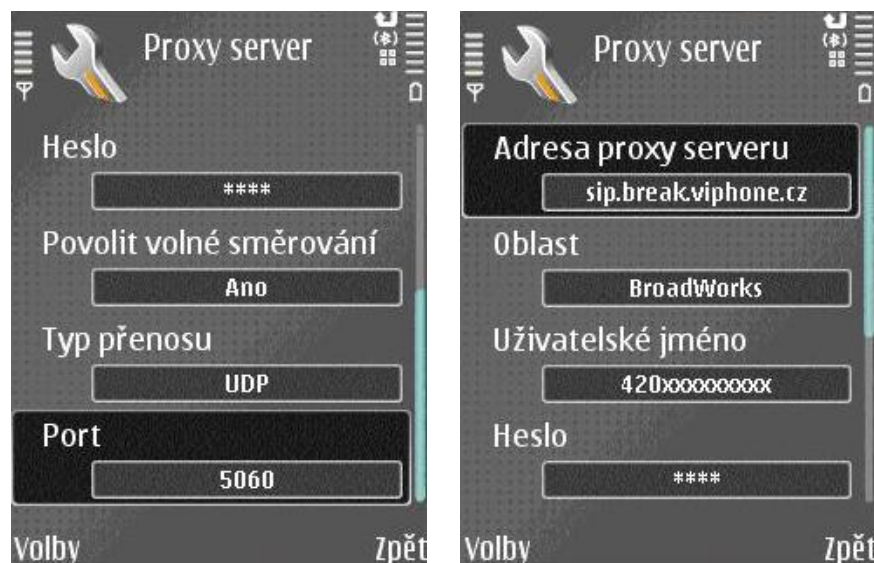 Proxy server
Heslo
****
Povolit volné směrování
Ano
Typ přenosu
UDP
Port
5060
Volby
Zpět
Proxy server
Adresa proxy serveru
sip.break.viphone.cz
Oblast
BroadWorks
Uživatelské jméno
420xxxxxxxxx
Heslo
****
Volby
Zpět